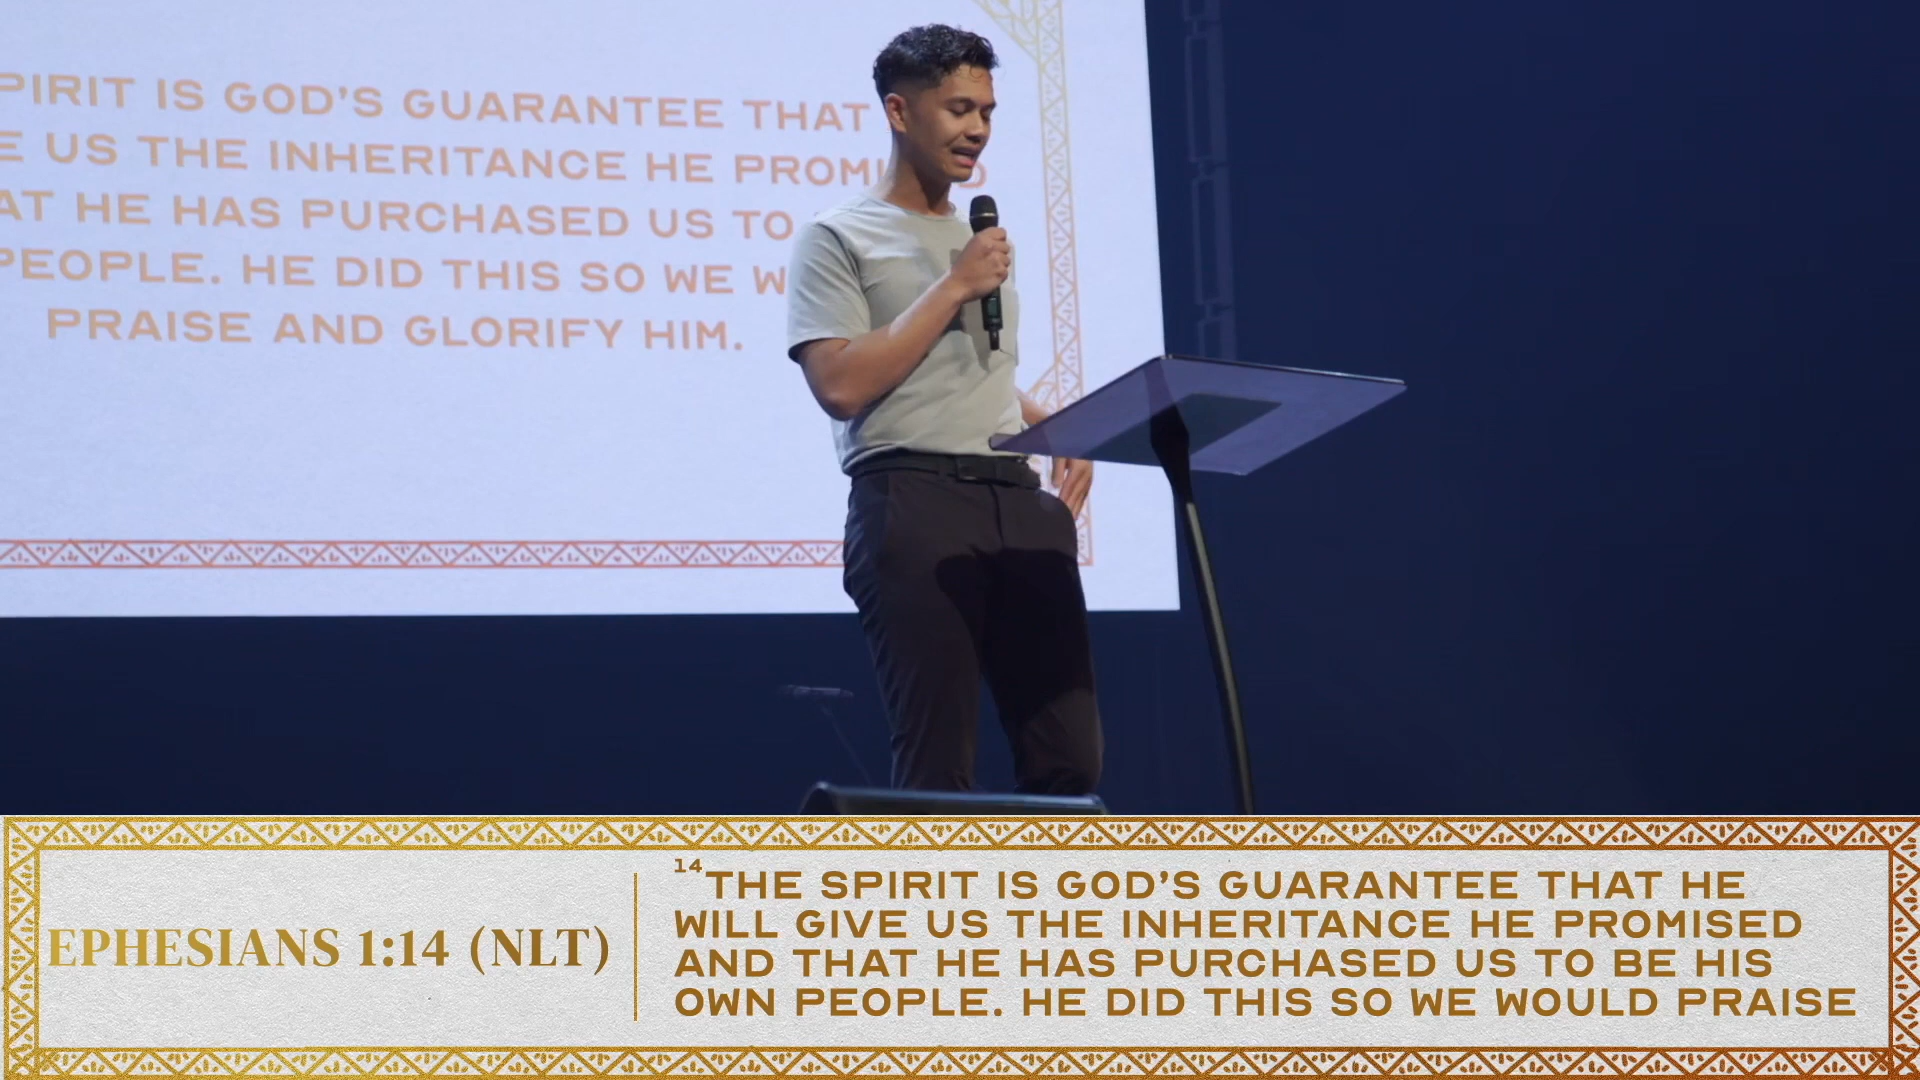 PIRIT IS GOD'S GUARANTEE THAT
E US THE INHERITANCE HE PROMI D
AT HE HAS PURCHASED US TO
PEOPLE. HE DID THIS SO WE W
PRAISE AND GLORIFY HIM.
EPHESIANS 1:14 (NLT)
14 THE SPIRIT IS GOD'S GUARANTEE THAT HE
WILL GIVE US THE INHERITANCE HE PROMISED
AND THAT HE HAS PURCHASED US TO BE HIS
OWN PEOPLE. HE DID THIS SO WE WOULD PRAISE